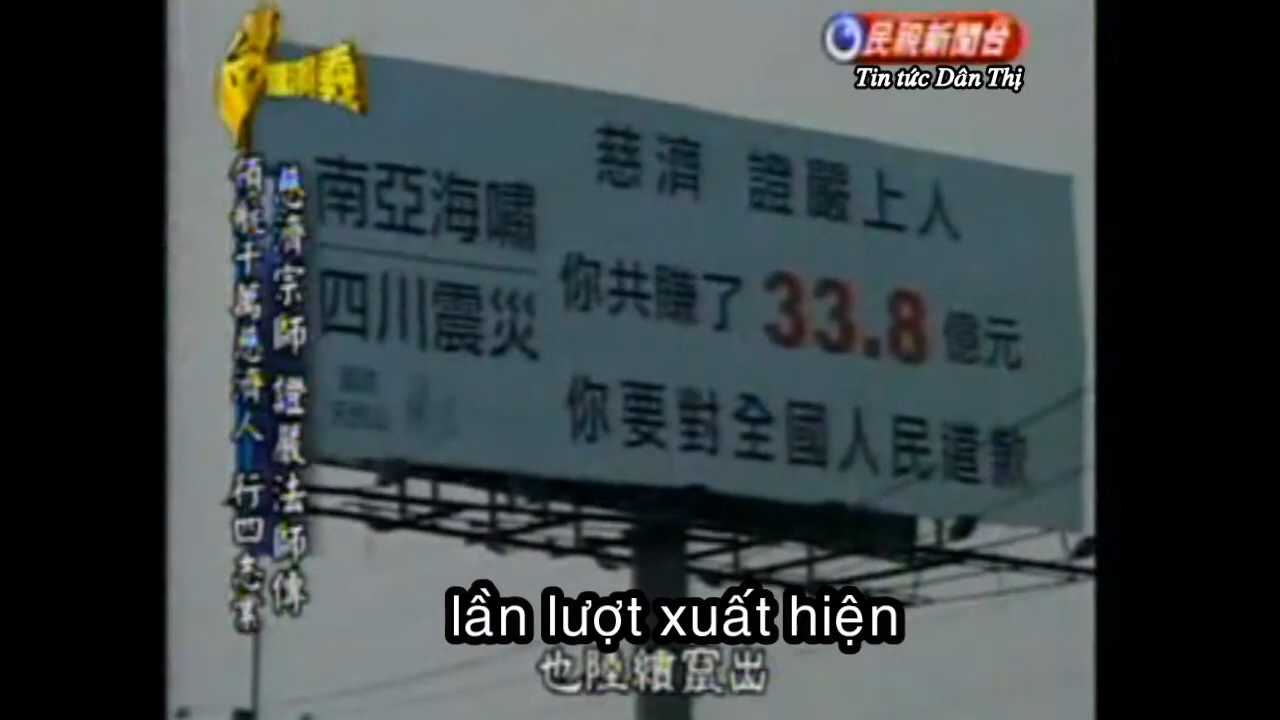 民視新聞台
Tin tức Dân Thị
慈濟 證嚴上人
南亞海嘯
四川震災
你共賺了 33.8 億元
你要對全國人民道歉
慈濟宗師 證嚴法師傳
領航千萬慈濟人 行四志業
lần lượt xuất hiện
也陸續竄出